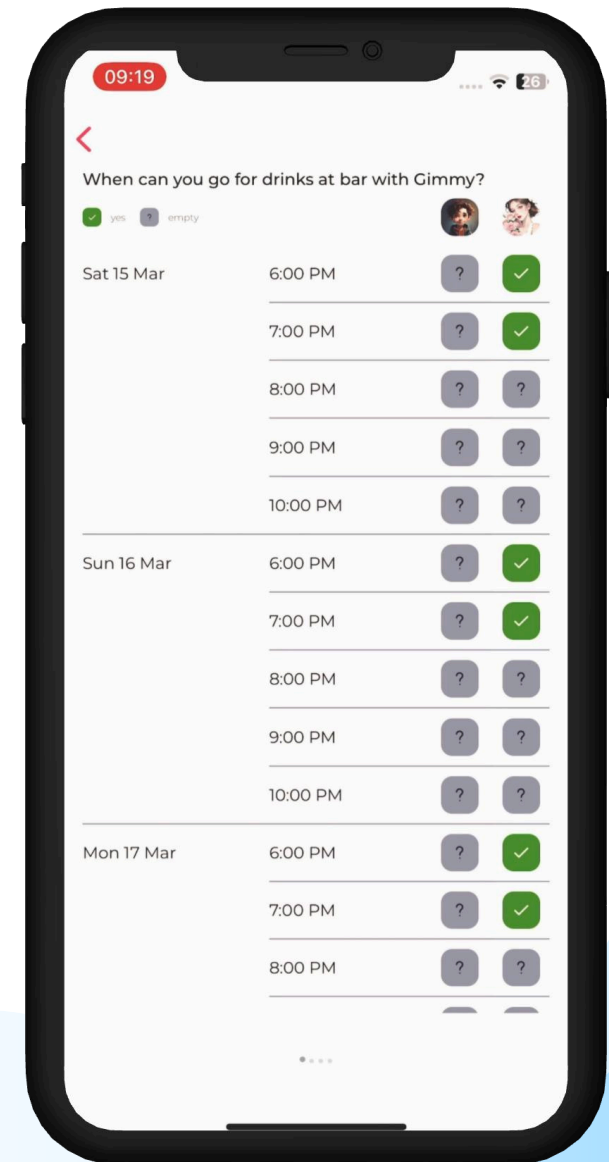 09:19 26
When can you go for drinks at bar with Gimmy?
✓ yes ? empty
Sat 15 Mar 6:00 PM ? ✓
7:00 PM ? ✓
8:00 PM ? ?
9:00 PM ? ?
10:00 PM ? ?
Sun 16 Mar 6:00 PM ? ✓
7:00 PM ? ✓
8:00 PM ? ?
9:00 PM ? ?
10:00 PM ? ?
Mon 17 Mar 6:00 PM ? ✓
7:00 PM ? ✓
8:00 PM ? ?